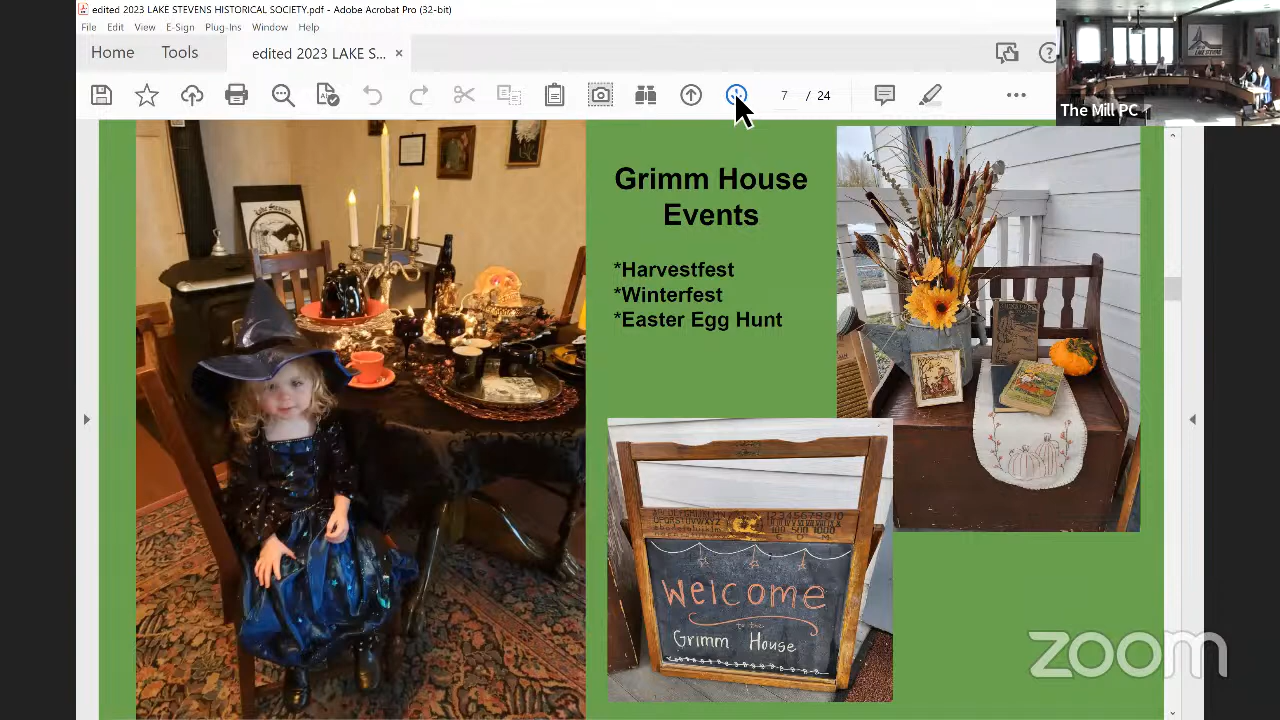 edited 2023 LAKE STEVENS HISTORICAL SOCIETY.pdf - Adobe Acrobat Pro (32-bit)
File Edit View E-Sign Plug-Ins Window Help
Home Tools edited 2023 LAKE S... ×
7 / 24
The Mill PC
Grimm House
Events
*Harvestfest
*Winterfest
*Easter Egg Hunt
Lake Stevens
Welcome
to the
Grimm House
zoom